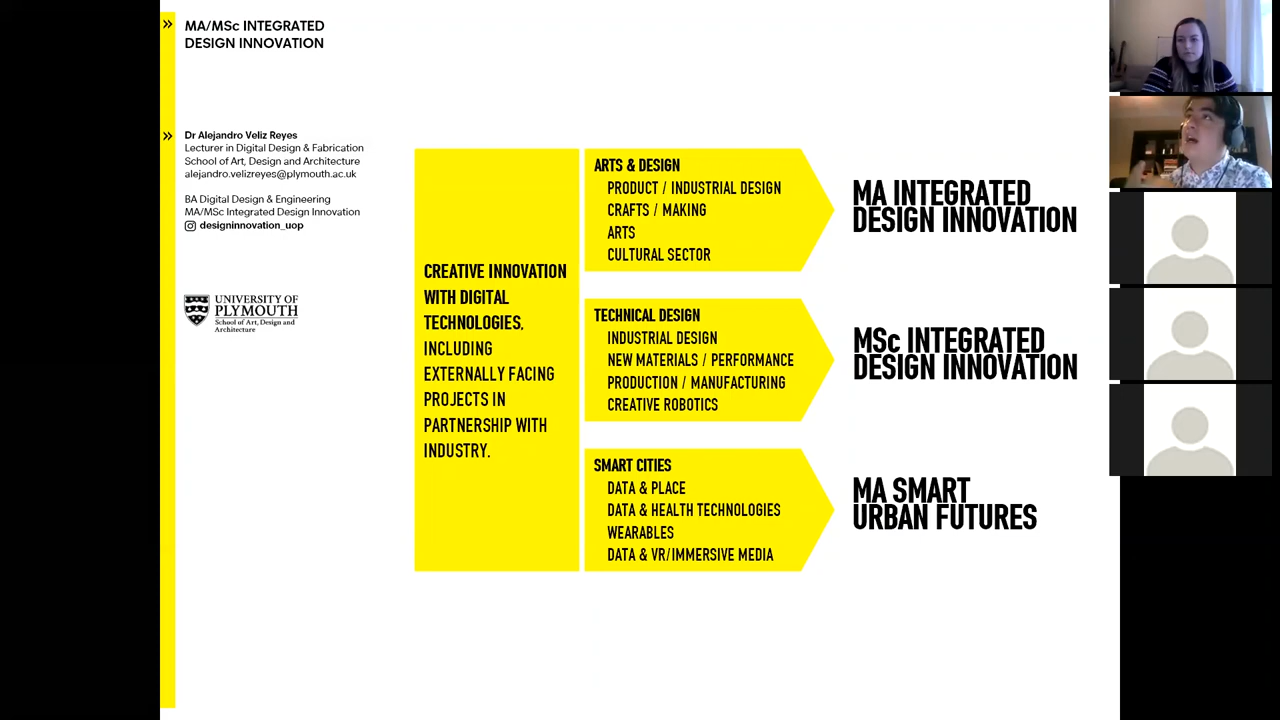 MA/MSc INTEGRATED
DESIGN INNOVATION
Dr Alejandro Veliz Reyes
Lecturer in Digital Design & Fabrication
School of Art, Design and Architecture
alejandro.velizreyes@plymouth.ac.uk
BA Digital Design & Engineering
MA/MSc Integrated Design Innovation
designinnovation_uop
UNIVERSITY OF
PLYMOUTH
School of Art, Design and
Architecture
CREATIVE INNOVATION
WITH DIGITAL
TECHNOLOGIES,
INCLUDING
EXTERNALLY FACING
PROJECTS IN
PARTNERSHIP WITH
INDUSTRY.
ARTS & DESIGN
PRODUCT / INDUSTRIAL DESIGN
CRAFTS / MAKING
ARTS
CULTURAL SECTOR
MA INTEGRATED
DESIGN INNOVATION
TECHNICAL DESIGN
INDUSTRIAL DESIGN
NEW MATERIALS / PERFORMANCE
PRODUCTION / MANUFACTURING
CREATIVE ROBOTICS
MSc INTEGRATED
DESIGN INNOVATION
SMART CITIES
DATA & PLACE
DATA & HEALTH TECHNOLOGIES
WEARABLES
DATA & VR/IMMERSIVE MEDIA
MA SMART
URBAN FUTURES